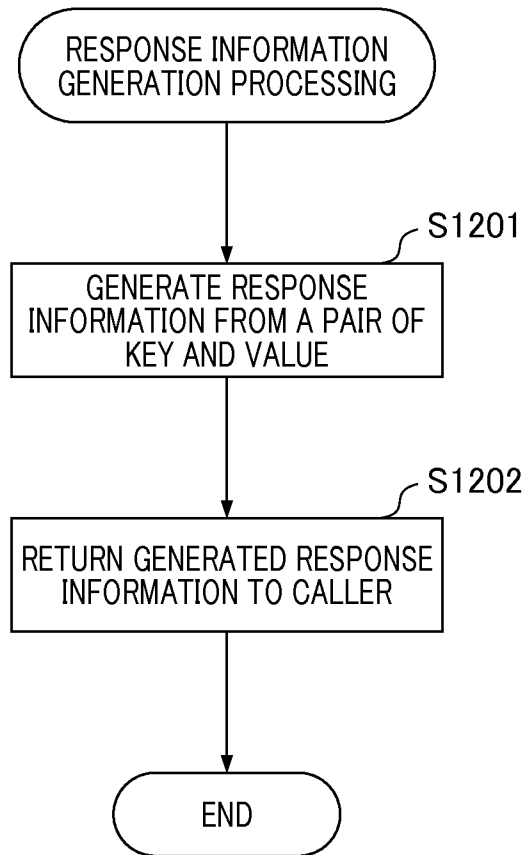 RESPONSE INFORMATION
GENERATION PROCESSING
S1201
GENERATE RESPONSE
INFORMATION FROM A PAIR OF
KEY AND VALUE
S1202
RETURN GENERATED RESPONSE
INFORMATION TO CALLER
END